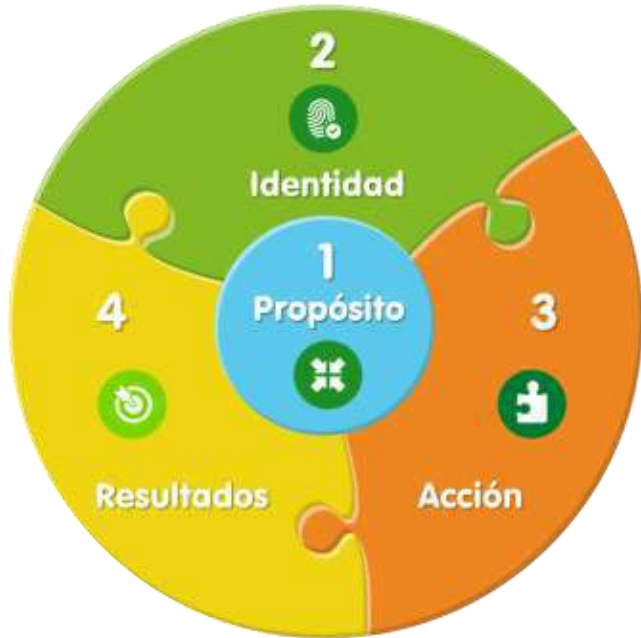 2
Identidad
1
Propósito
4
3
Resultados
Acción